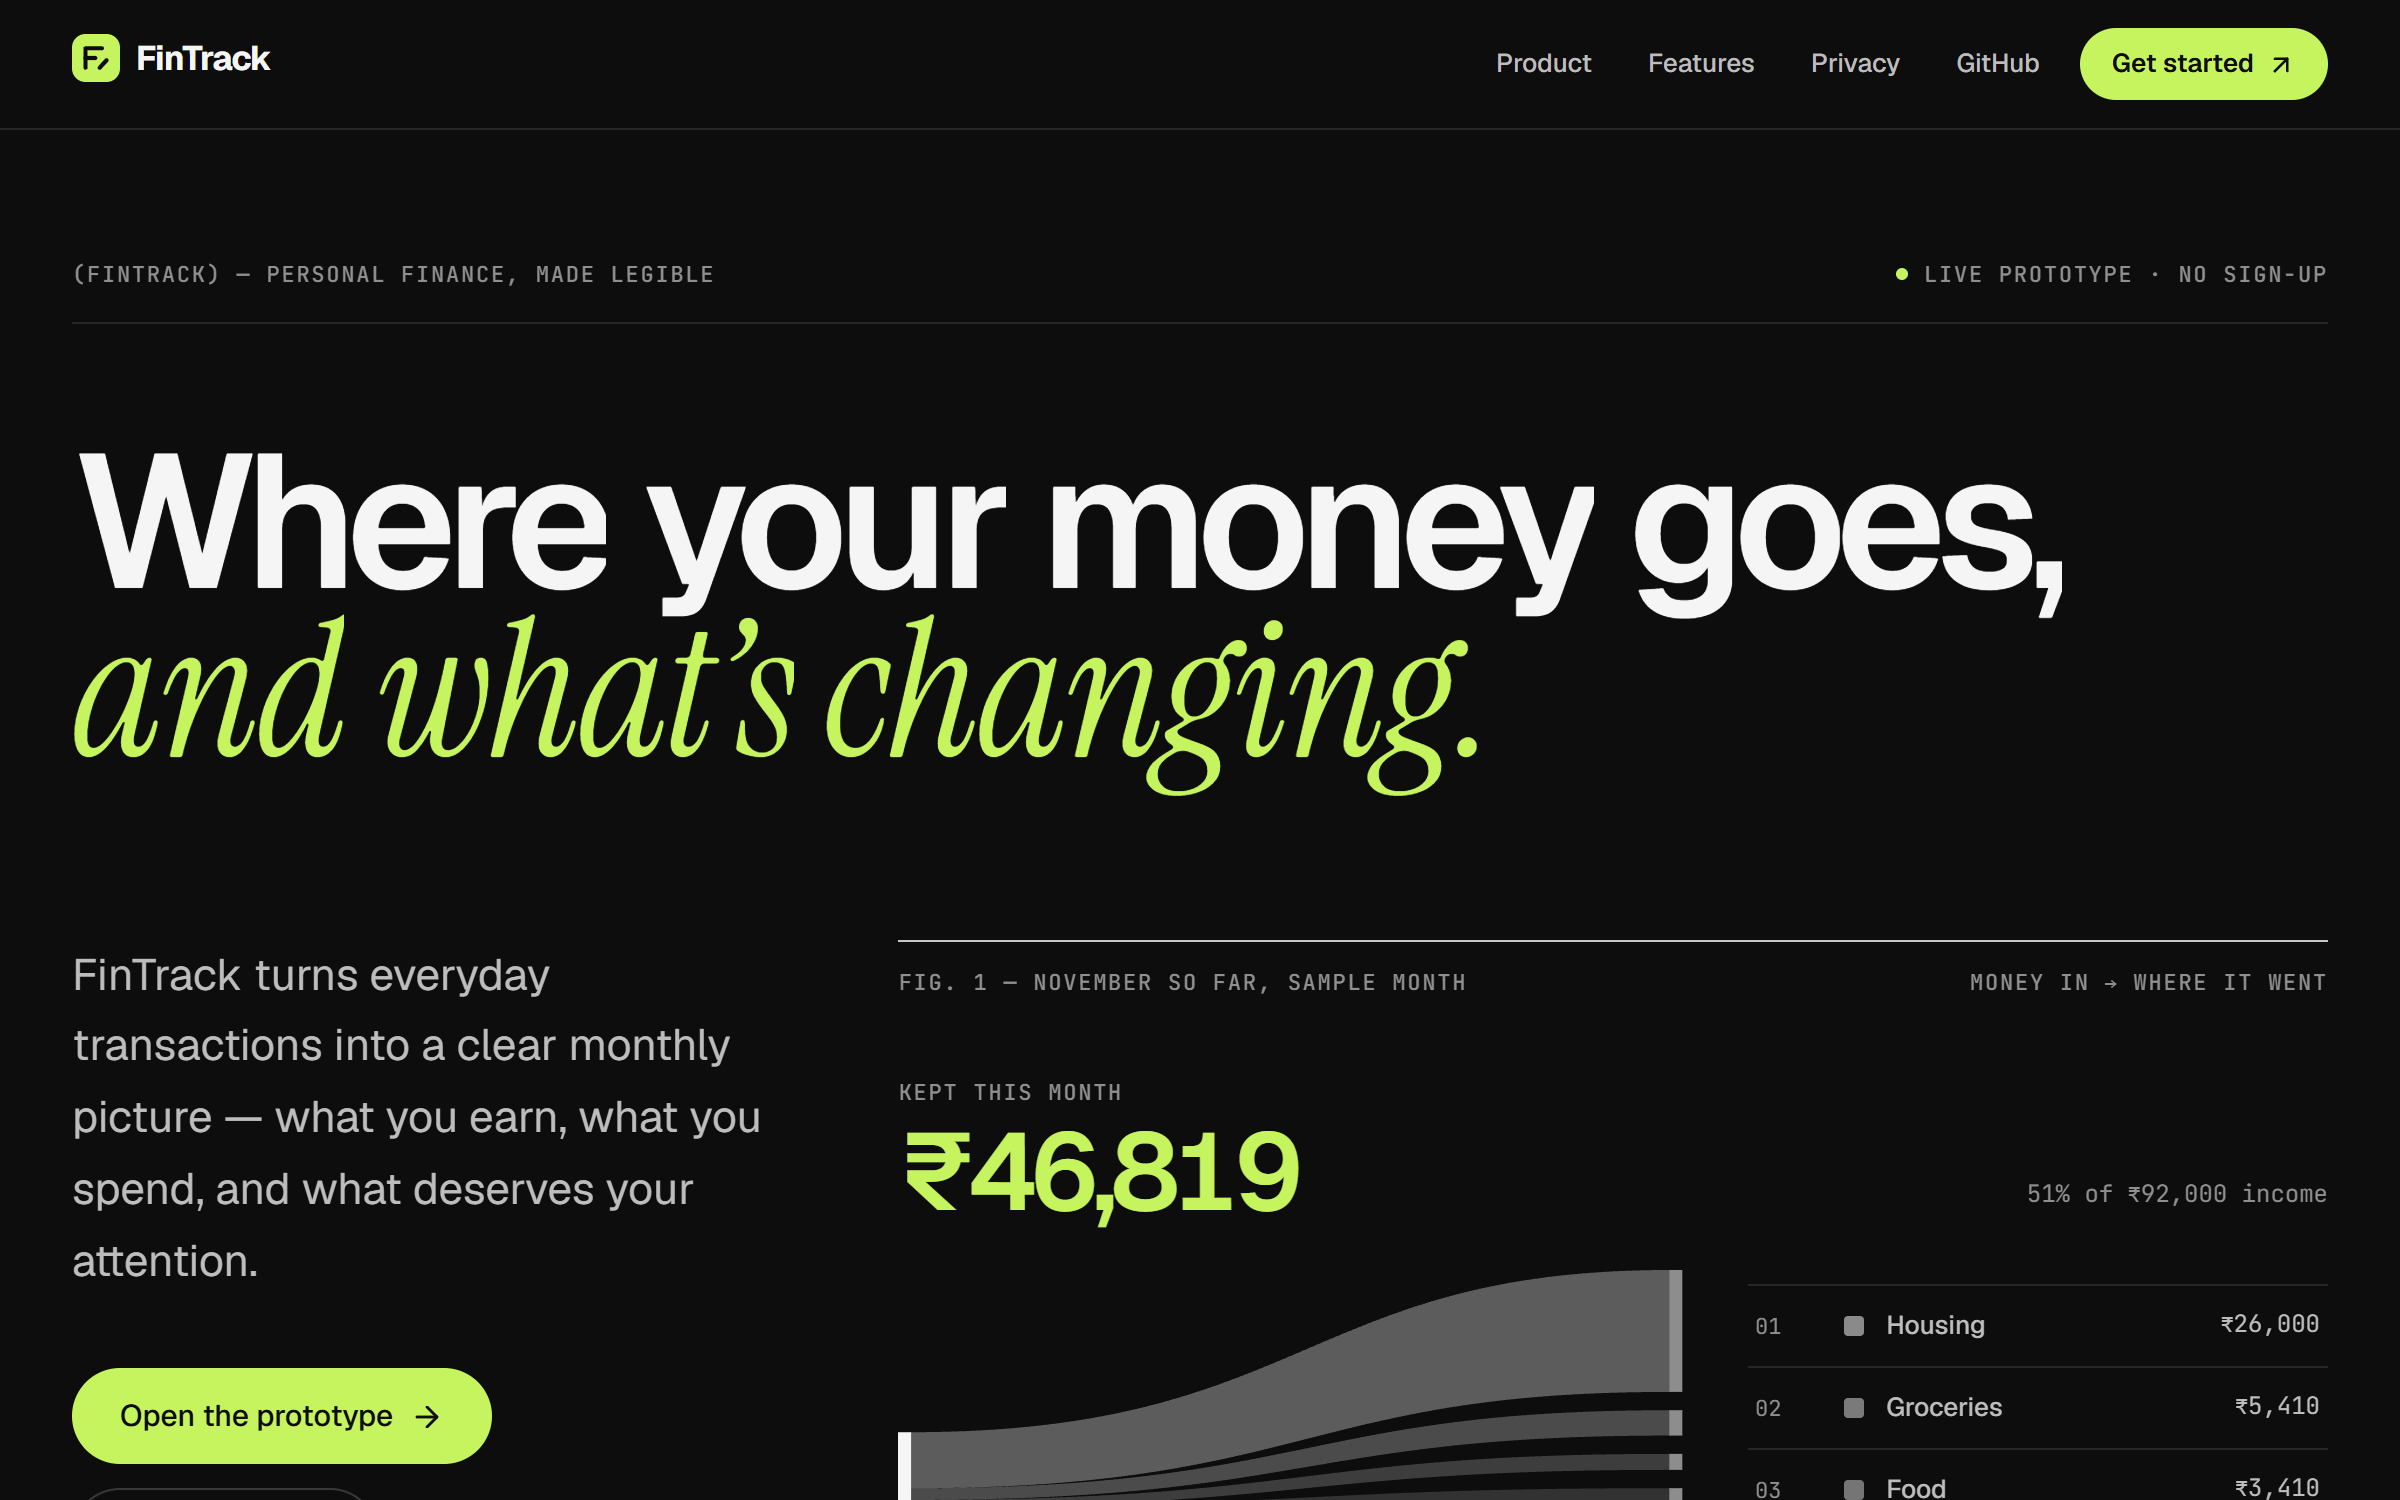 FinTrack
Product
Features
Privacy
GitHub
Get started
(FINTRACK) — PERSONAL FINANCE, MADE LEGIBLE
LIVE PROTOTYPE · NO SIGN-UP
Where your money goes,
and what’s changing.
FinTrack turns everyday
transactions into a clear monthly
picture — what you earn, what you
spend, and what deserves your
attention.
Open the prototype →
FIG. 1 — NOVEMBER SO FAR, SAMPLE MONTH
MONEY IN → WHERE IT WENT
KEPT THIS MONTH
₹46,819
51% of ₹92,000 income
01 Housing ₹26,000
02 Groceries ₹5,410
03 Food ₹3,410